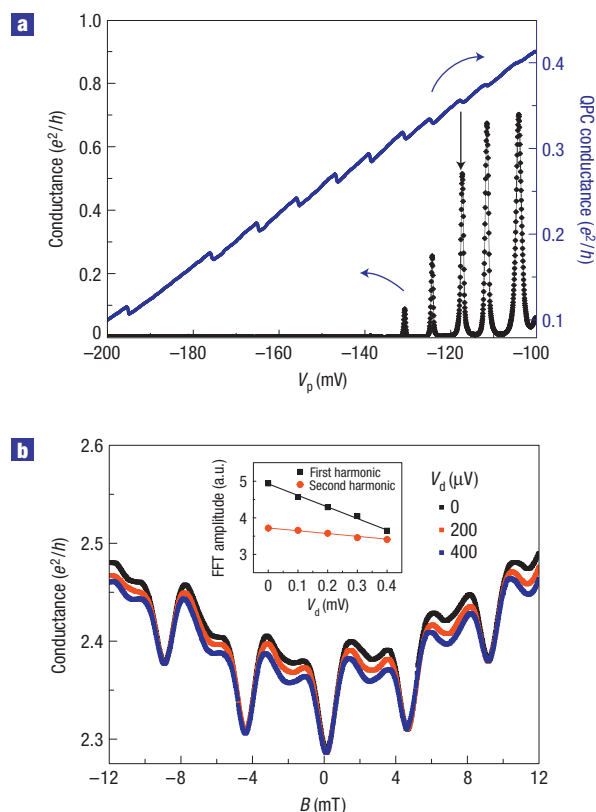 a
1.0
0.8
0.6
0.4
0.2
0
Conductance (e²/h)
0.4
0.3
0.2
0.1
QPC conductance (e²/h)
−200 −180 −160 −140 −120 −100
Vp (mV)
b
2.6
2.5
2.4
2.3
Conductance (e²/h)
First harmonic
Second harmonic
FFT amplitude (a.u.)
5
4
3
0 0.1 0.2 0.3 0.4
Vd (mV)
Vd (μV)
0
200
400
−12 −8 −4 0 4 8 12
B (mT)